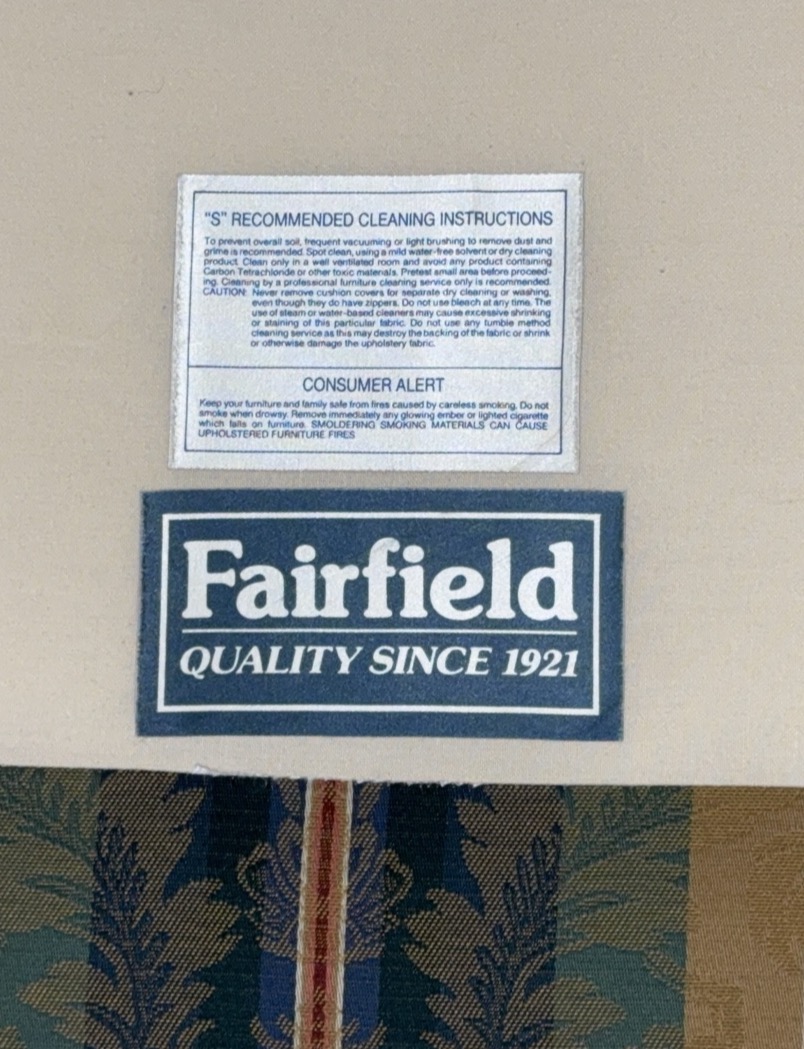 "S" RECOMMENDED CLEANING INSTRUCTIONS
To prevent overall soil, frequent vacuuming or light brushing to remove dust and
grime is recommended. Spot clean, using a mild water-free solvent or dry cleaning
product. Clean only in a well ventilated room and avoid any product containing
Carbon Tetrachloride or other toxic materials. Pretest small area before proceed-
ing. Cleaning by a professional furniture cleaning service only is recommended.
CAUTION: Never remove cushion covers for separate dry cleaning or washing,
even though they do have zippers. Do not use bleach at any time. The
use of steam or water-based cleaners may cause excessive shrinking
or staining of this particular fabric. Do not use any tumble method
cleaning service as this may destroy the backing of the fabric or shrink
or otherwise damage the upholstery fabric.
CONSUMER ALERT
Keep your furniture and family safe from fires caused by careless smoking. Do not
smoke when drowsy. Remove immediately any glowing ember or lighted cigarette
which falls on furniture. SMOLDERING SMOKING MATERIALS CAN CAUSE
UPHOLSTERED FURNITURE FIRES
Fairfield
QUALITY SINCE 1921